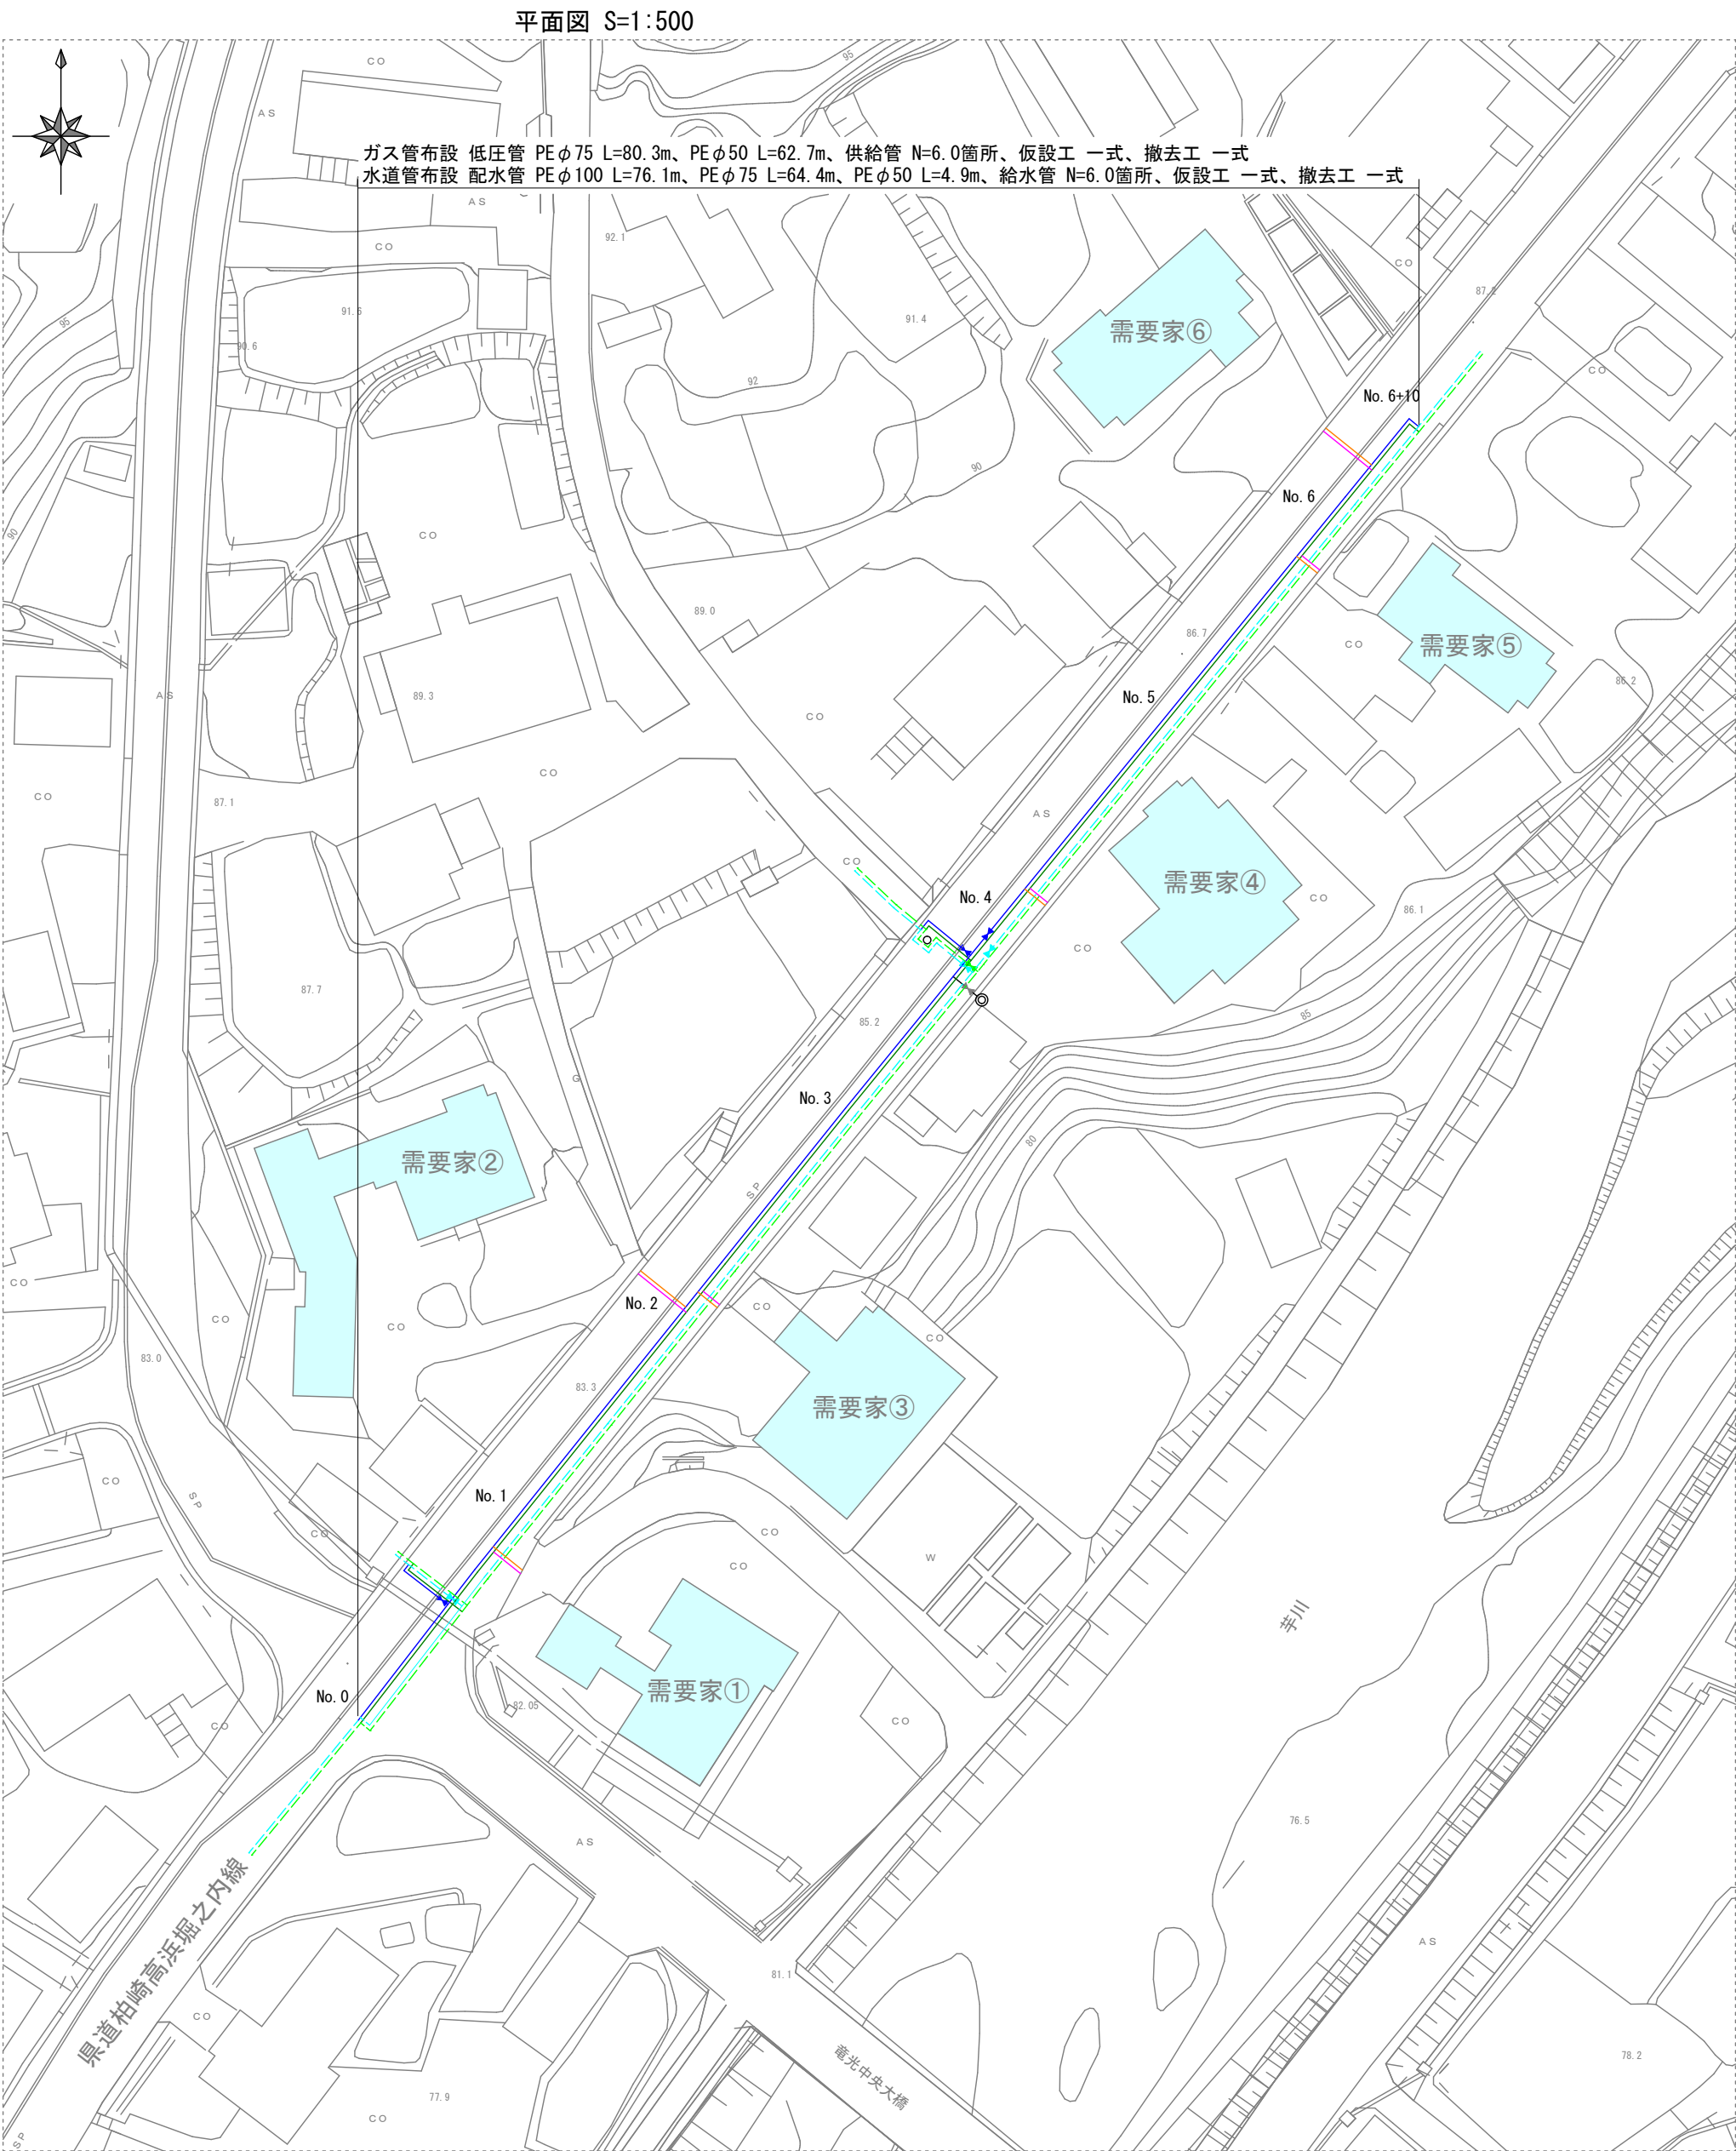 平面図 S=1:500
ガス管布設 低圧管 PEφ75 L=80.3m、PEφ50 L=62.7m、供給管 N=6.0箇所、仮設工 一式、撤去工 一式
水道管布設 配水管 PEφ100 L=76.1m、PEφ75 L=64.4m、PEφ50 L=4.9m、給水管 N=6.0箇所、仮設工 一式、撤去工 一式
CO
95
AS
AS
CO
92.1
CO
87.2
91.6
91.4
95
需要家⑥
90.6
CO
92
No.6+10
90
No.6
90
CO
89.0
86.7
CO
需要家⑤
86.2
AS
89.3
No.5
CO
CO
CO
87.1
AS
CO
需要家④
No.4
CO
86.1
CO
87.7
85
85.2
G
No.3
80
需要家②
SP
CO
No.2
CO
CO
CO
CO
83.0
83.3
需要家③
CO
No.1
SP
CO
CO
W
CO
芋川
需要家①
No.0
82.05
CO
CO
76.5
AS
県道柏崎高浜堀之内線
AS
81.1
CO
竜光中央大橋
78.2
77.9
CO
SP